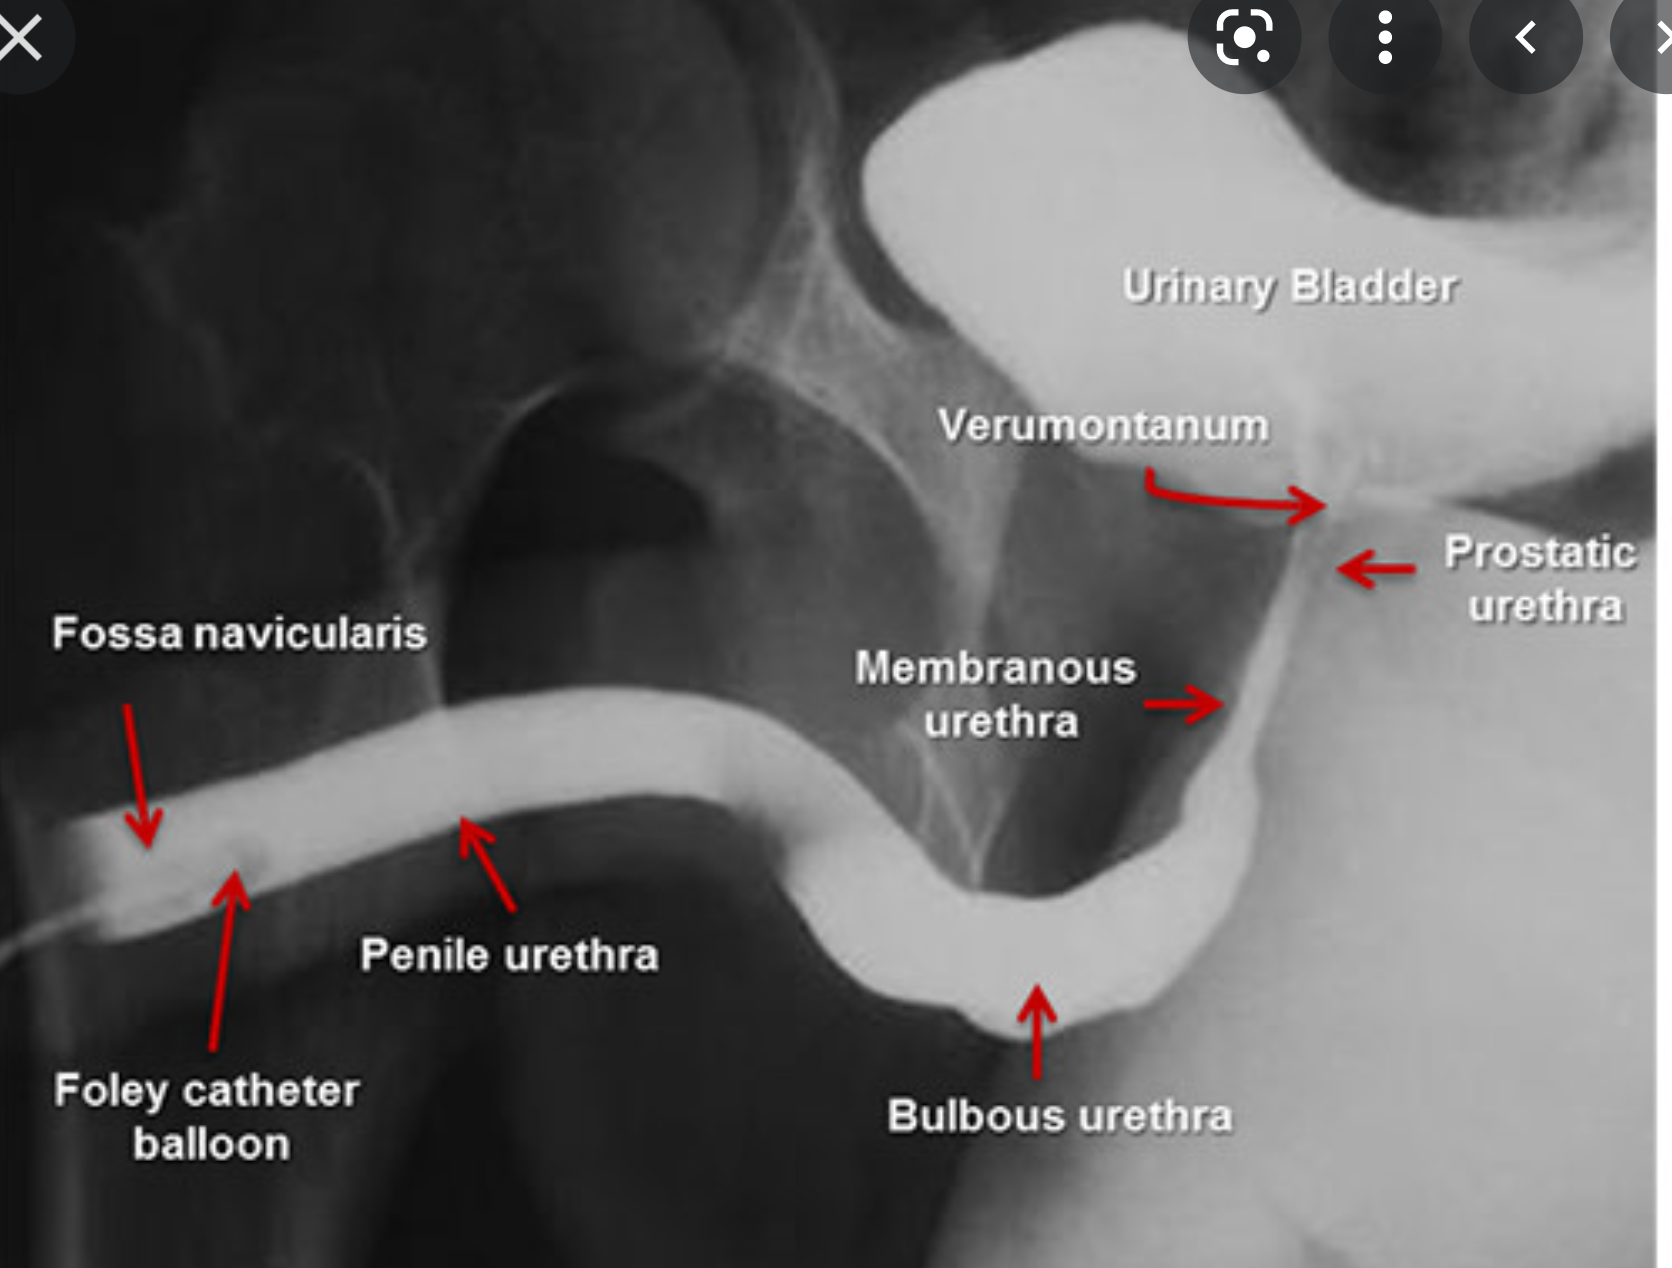 Urinary Bladder
Verumontanum
Prostatic
urethra
Fossa navicularis
Membranous
urethra
Penile urethra
Foley catheter
balloon
Bulbous urethra